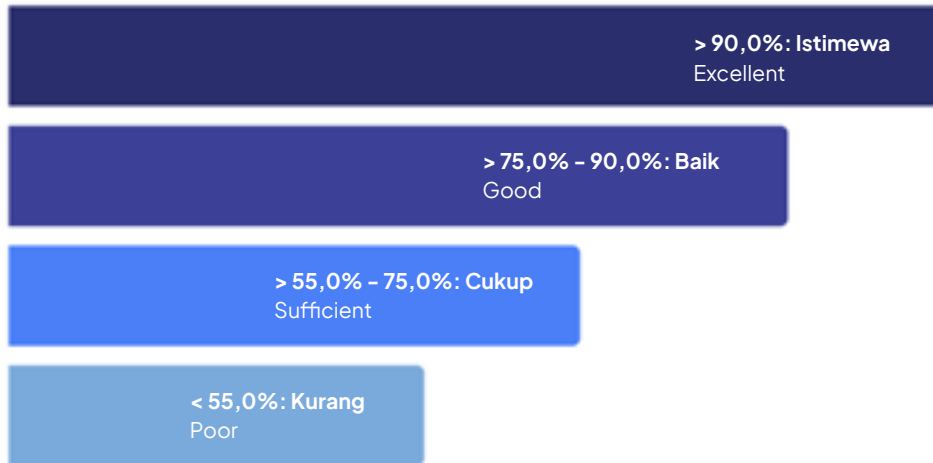 > 90,0%: Istimewa
Excellent
> 75,0% - 90,0%: Baik
Good
> 55,0% - 75,0%: Cukup
Sufficient
< 55,0%: Kurang
Poor